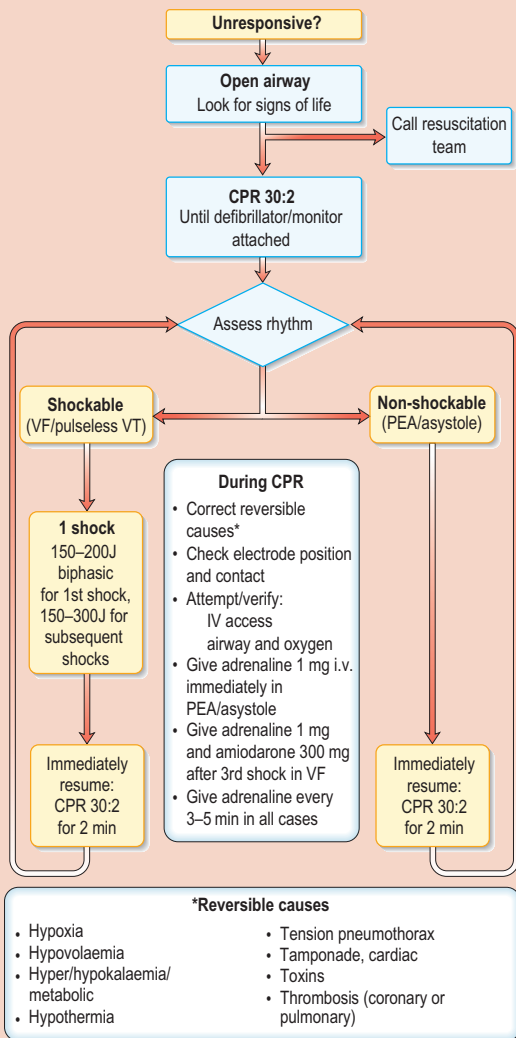 Unresponsive?
Open airway
Look for signs of life
Call resuscitation
team
CPR 30:2
Until defibrillator/monitor
attached
Assess rhythm
Shockable
(VF/pulseless VT)
Non-shockable
(PEA/asystole)
1 shock
150–200J
biphasic
for 1st shock,
150–300J for
subsequent
shocks
Immediately
resume:
CPR 30:2
for 2 min
During CPR
• Correct reversible
causes*
• Check electrode position
and contact
• Attempt/verify:
IV access
airway and oxygen
• Give adrenaline 1 mg i.v.
immediately in
PEA/asystole
• Give adrenaline 1 mg
and amiodarone 300 mg
after 3rd shock in VF
• Give adrenaline every
3–5 min in all cases
Immediately
resume:
CPR 30:2
for 2 min
*Reversible causes
• Hypoxia
• Hypovolaemia
• Hyper/hypokalaemia/
metabolic
• Hypothermia
• Tension pneumothorax
• Tamponade, cardiac
• Toxins
• Thrombosis (coronary or
pulmonary)